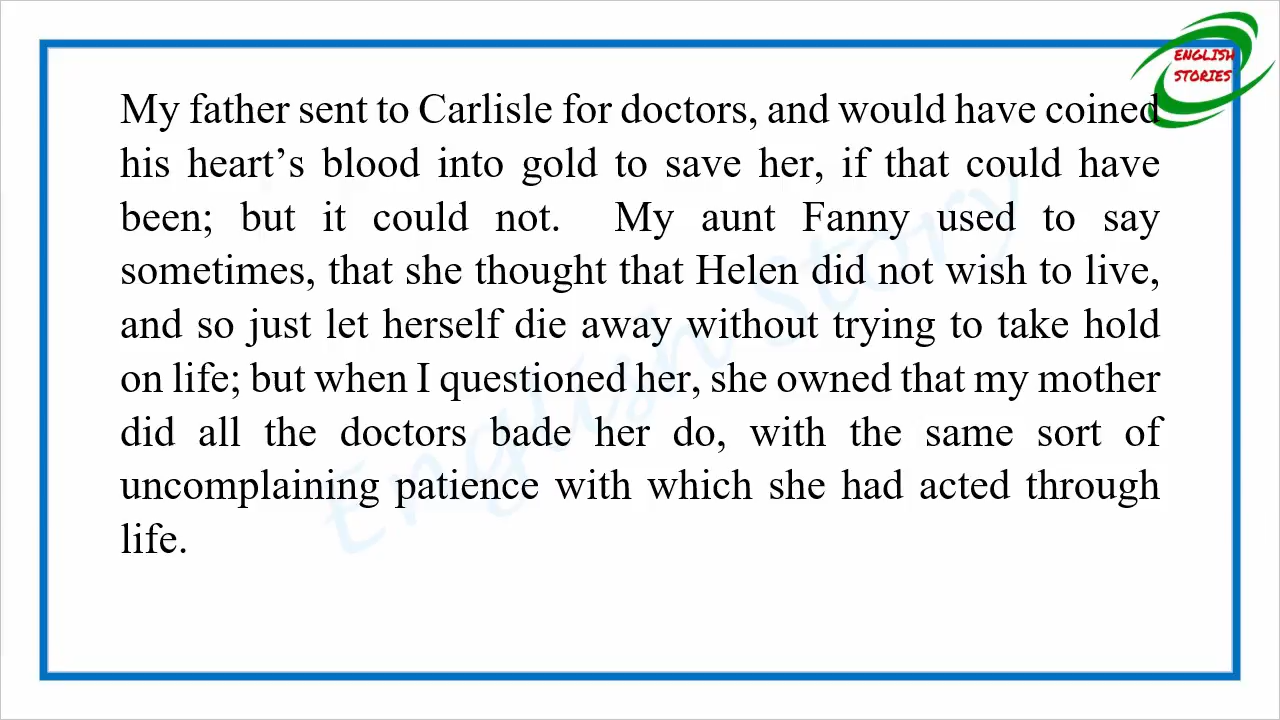 ENGLISH
STORIES
My father sent to Carlisle for doctors, and would have coined
his heart’s blood into gold to save her, if that could have
been; but it could not.  My aunt Fanny used to say
sometimes, that she thought that Helen did not wish to live,
and so just let herself die away without trying to take hold
on life; but when I questioned her, she owned that my mother
did all the doctors bade her do, with the same sort of
uncomplaining patience with which she had acted through
life.
English Story